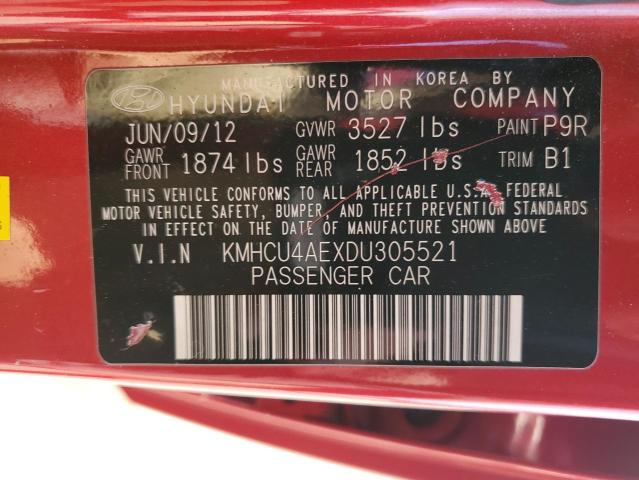 MANUFACTURED IN KOREA BY
HYUNDAI MOTOR COMPANY
JUN/09/12 GVWR 3527 lbs PAINT P9R
GAWR FRONT 1874 lbs GAWR REAR 1852 lbs TRIM B1
THIS VEHICLE CONFORMS TO ALL APPLICABLE U.S.A. FEDERAL
MOTOR VEHICLE SAFETY, BUMPER, AND THEFT PREVENTION STANDARDS
IN EFFECT ON THE DATE OF MANUFACTURE SHOWN ABOVE
V.I.N KMHCU4AEXDU305521
PASSENGER CAR